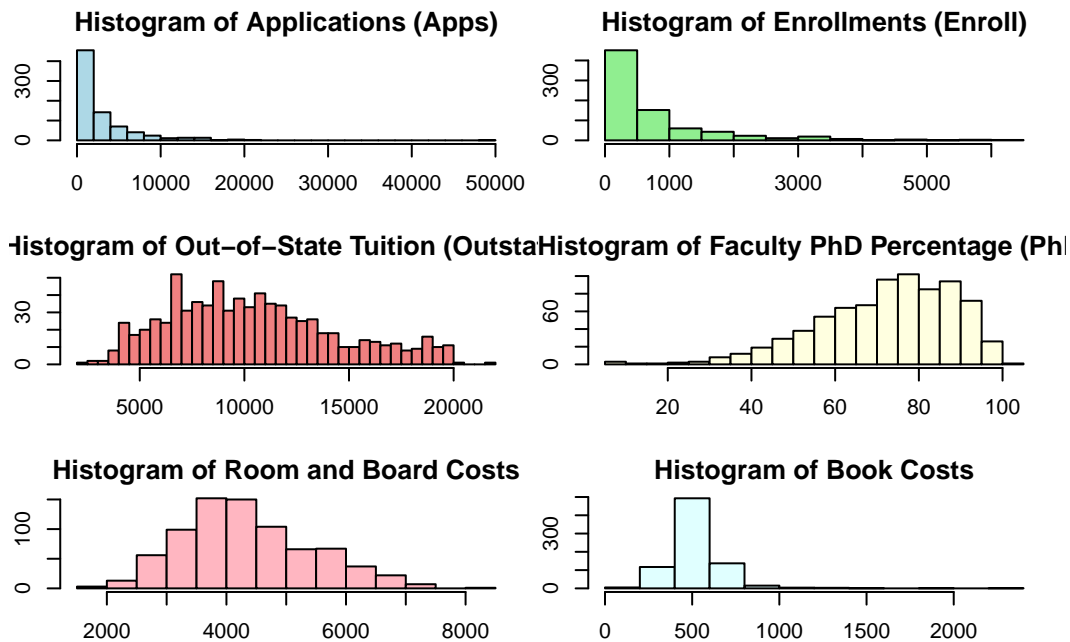 Histogram of Applications (Apps)
300
0
0 10000 20000 30000 40000 50000
Histogram of Enrollments (Enroll)
300
0
0 1000 3000 5000
Histogram of Out−of−State Tuition (Outsta
30
0
5000 10000 15000 20000
Histogram of Faculty PhD Percentage (PhD
60
0
20 40 60 80 100
Histogram of Room and Board Costs
100
0
2000 4000 6000 8000
Histogram of Book Costs
300
0
0 500 1000 1500 2000